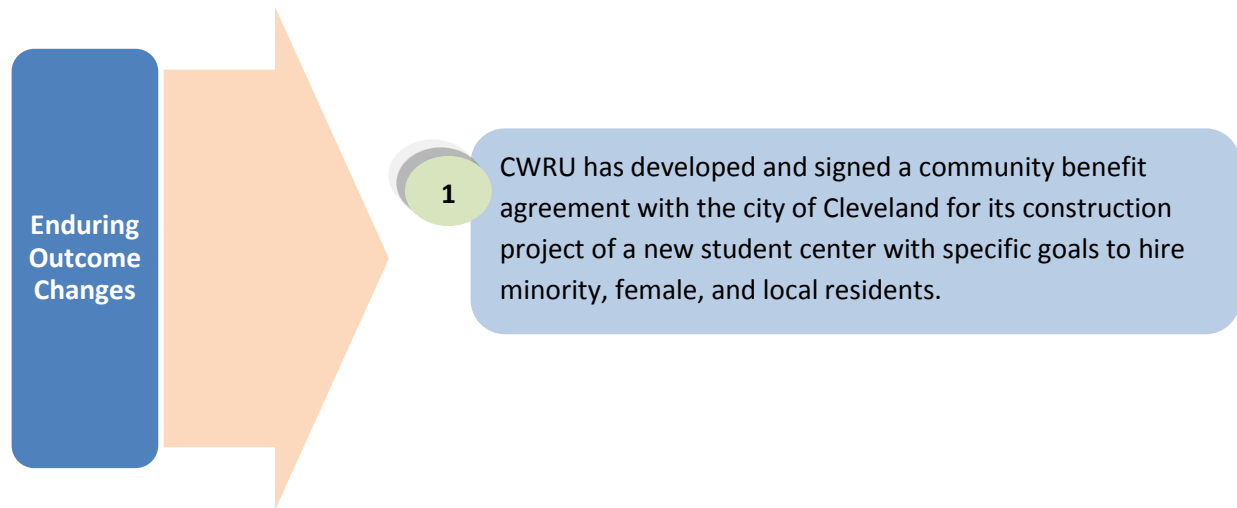 Enduring
Outcome
Changes
1
CWRU has developed and signed a community benefit
agreement with the city of Cleveland for its construction
project of a new student center with specific goals to hire
minority, female, and local residents.